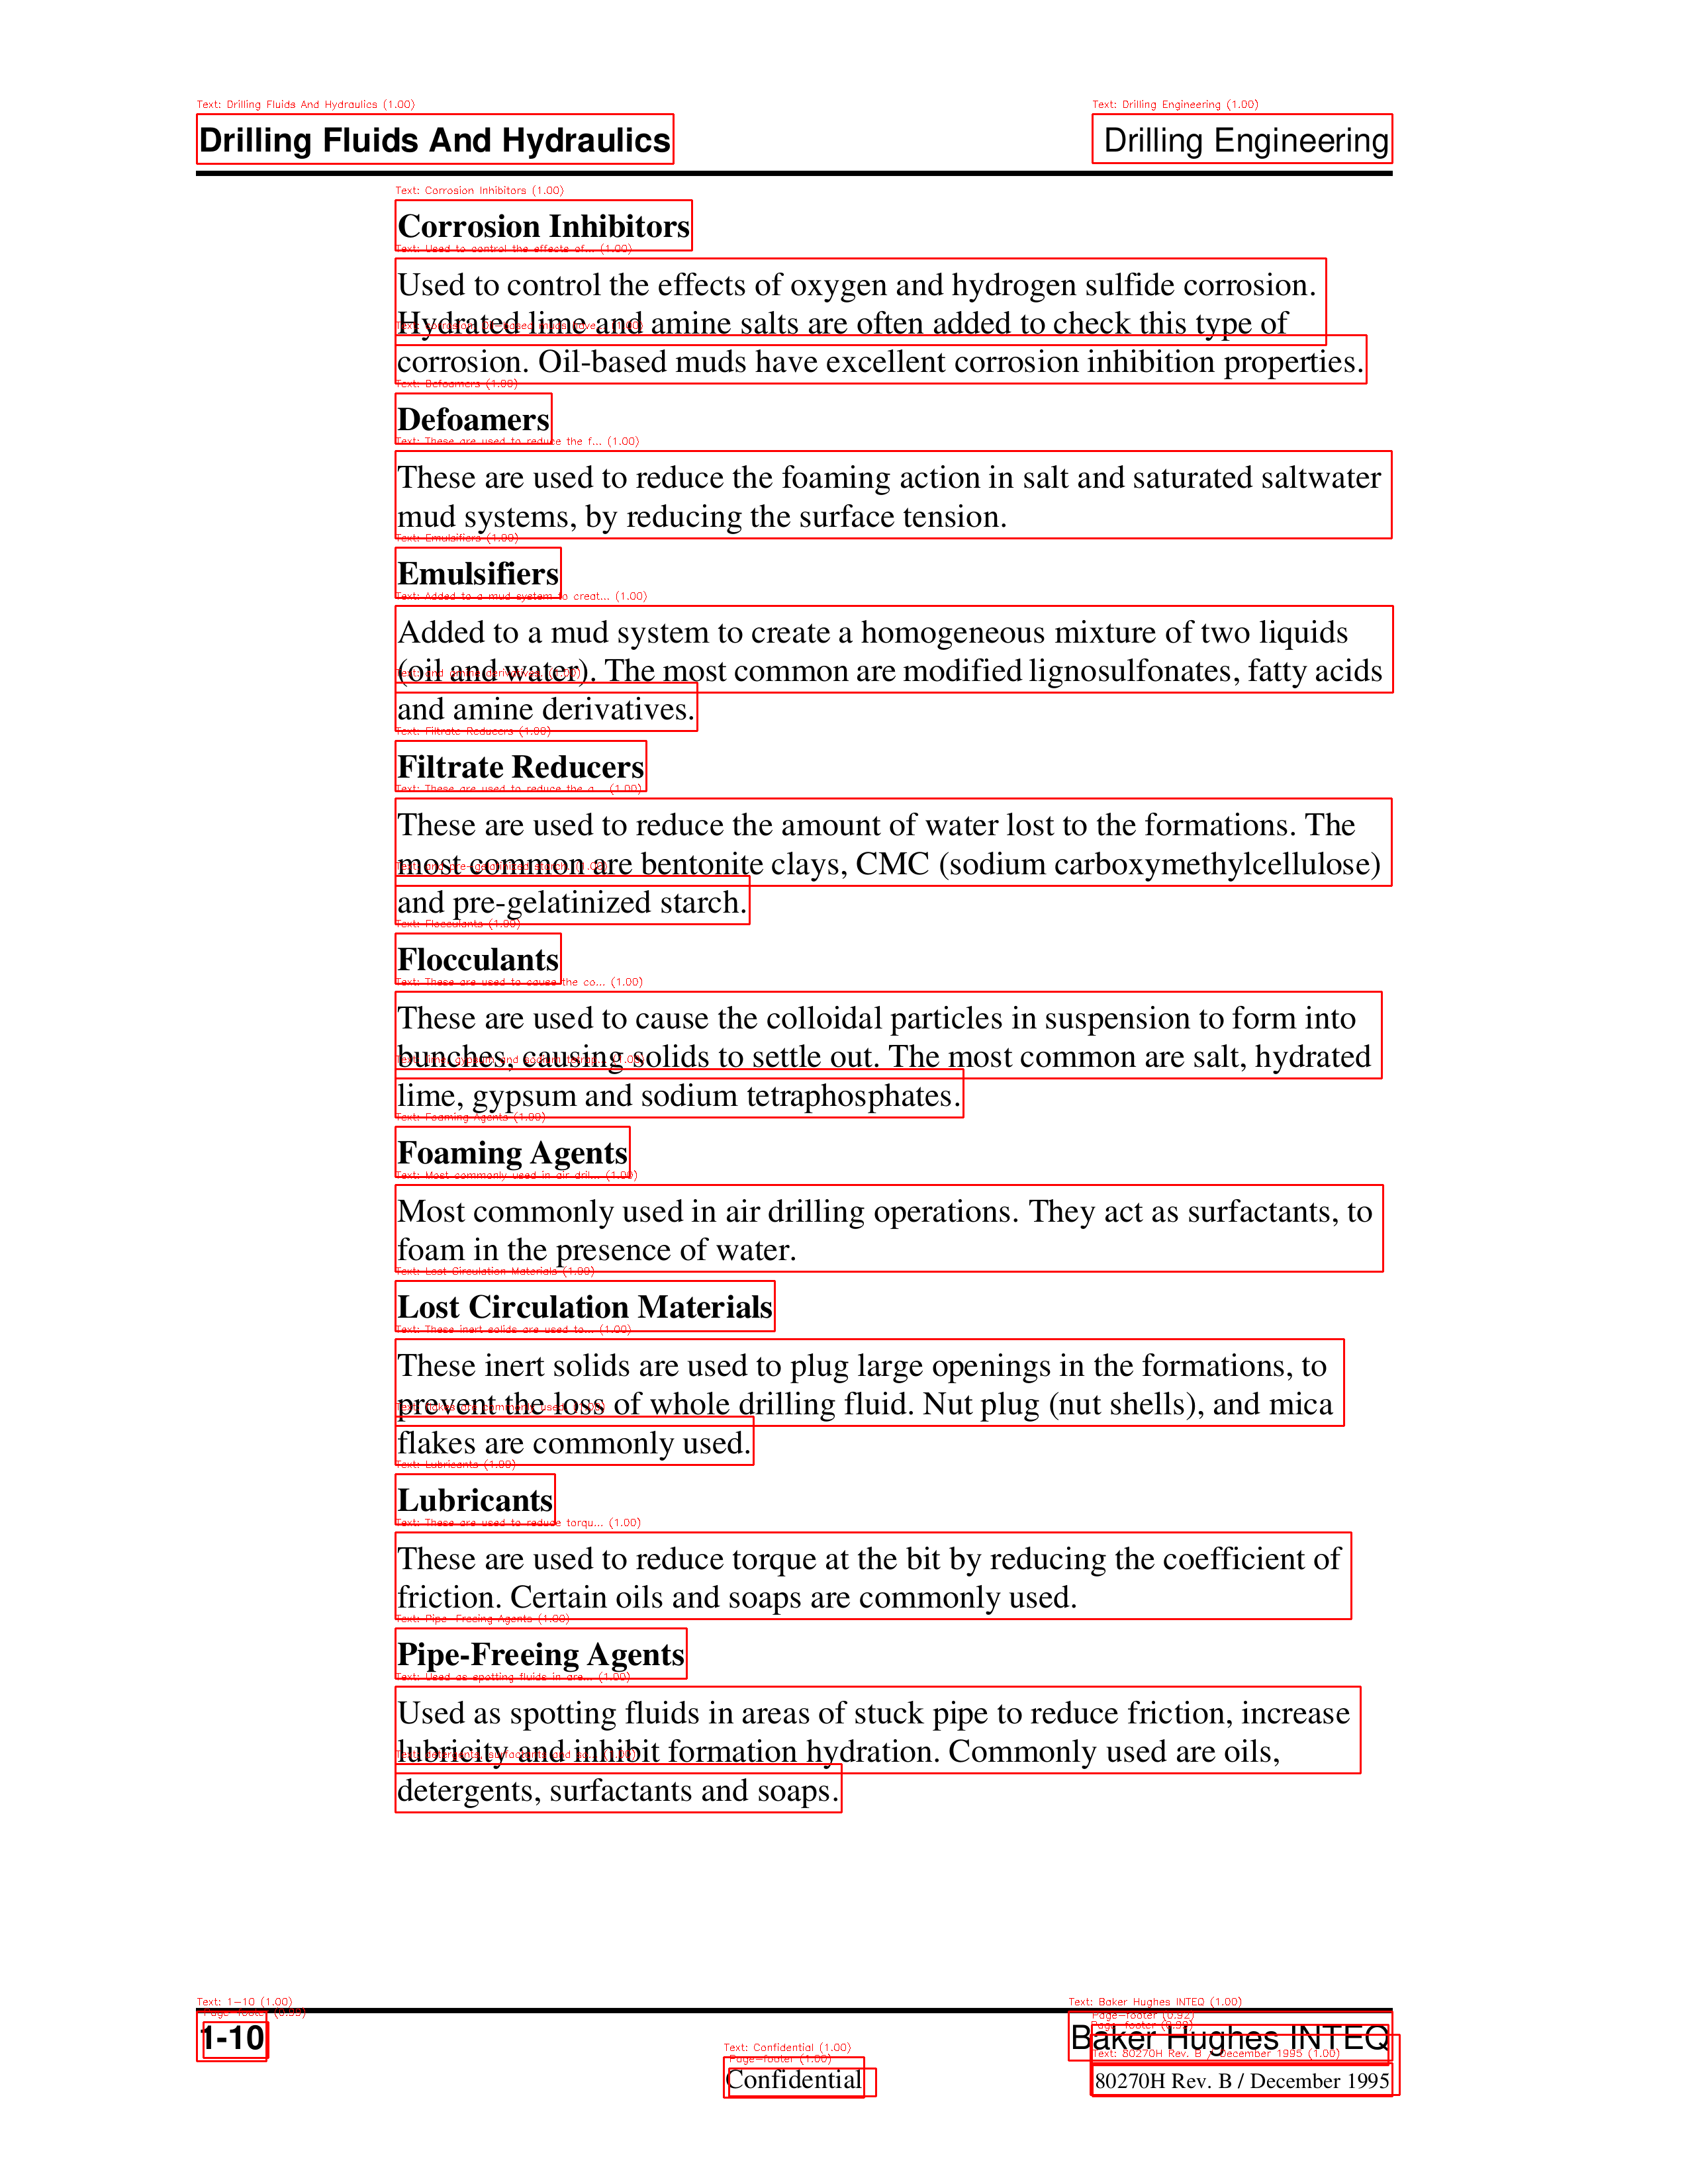 Drilling Fluids And Hydraulics
Drilling Engineering
Corrosion Inhibitors
Used to control the effects of oxygen and hydrogen sulfide corrosion.
Hydrated lime and amine salts are often added to check this type of
corrosion. Oil-based muds have excellent corrosion inhibition properties.
Defoamers
These are used to reduce the foaming action in salt and saturated saltwater
mud systems, by reducing the surface tension.
Emulsifiers
Added to a mud system to create a homogeneous mixture of two liquids
(oil and water). The most common are modified lignosulfonates, fatty acids
and amine derivatives.
Filtrate Reducers
These are used to reduce the amount of water lost to the formations. The
most common are bentonite clays, CMC (sodium carboxymethylcellulose)
and pre-gelatinized starch.
Flocculants
These are used to cause the colloidal particles in suspension to form into
bunches, causing solids to settle out. The most common are salt, hydrated
lime, gypsum and sodium tetraphosphates.
Foaming Agents
Most commonly used in air drilling operations. They act as surfactants, to
foam in the presence of water.
Lost Circulation Materials
These inert solids are used to plug large openings in the formations, to
prevent the loss of whole drilling fluid. Nut plug (nut shells), and mica
flakes are commonly used.
Lubricants
These are used to reduce torque at the bit by reducing the coefficient of
friction. Certain oils and soaps are commonly used.
Pipe-Freeing Agents
Used as spotting fluids in areas of stuck pipe to reduce friction, increase
lubricity and inhibit formation hydration. Commonly used are oils,
detergents, surfactants and soaps.
1-10
Baker Hughes INTEQ
Confidential
80270H Rev. B / December 1995